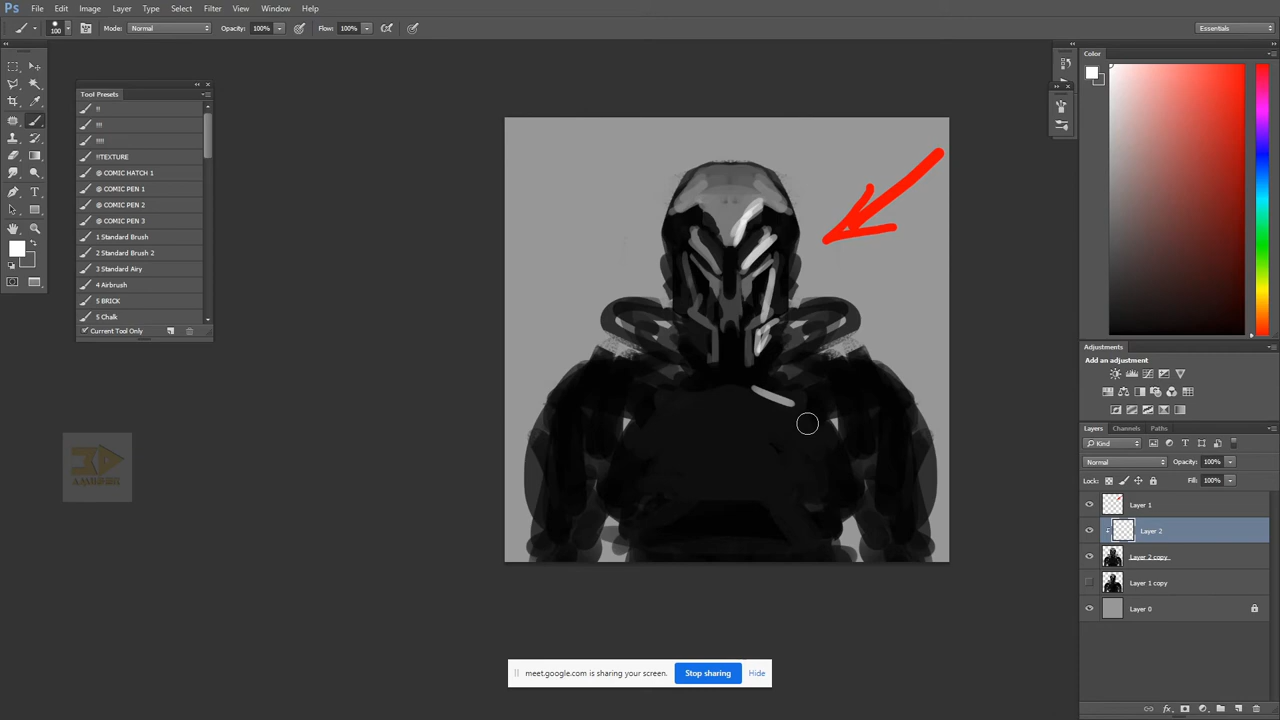 Ps File Edit Image Layer Type Select Filter View Window Help
100 Mode: Normal Opacity: 100% Flow: 100% Essentials
Tool Presets
!!
!!!
!!!!
!!TEXTURE
@ COMIC HATCH 1
@ COMIC PEN 1
@ COMIC PEN 2
@ COMIC PEN 3
1 Standard Brush
2 Standard Brush 2
3 Standard Airy
4 Airbrush
5 BRICK
5 Chalk
Current Tool Only
Color
Adjustments
Add an adjustment
Layers Channels Paths
Kind
Normal Opacity: 100%
Lock: Fill: 100%
Layer 1
Layer 2
Layer 2 copy
Layer 1 copy
Layer 0
meet.google.com is sharing your screen. Stop sharing Hide